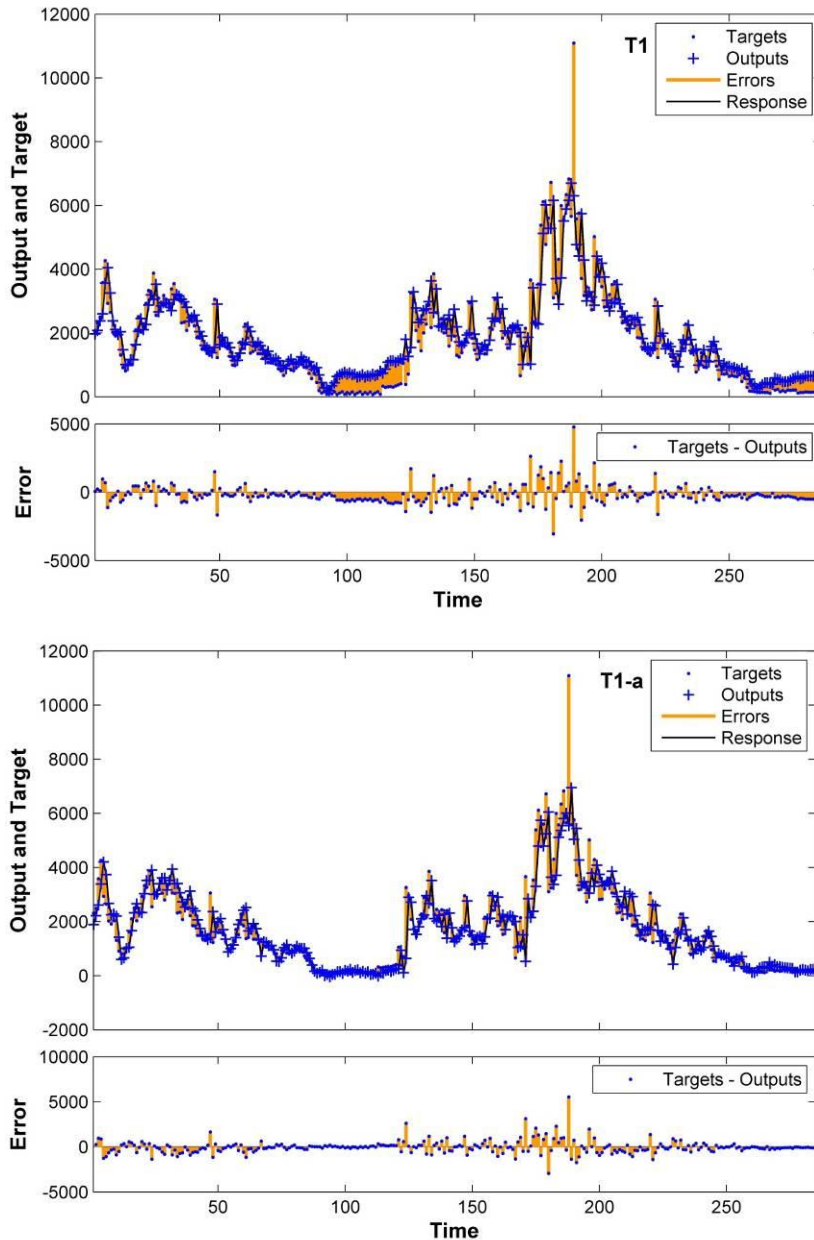 12000
10000
8000
6000
4000
2000
0
Output and Target
T1
Targets
Outputs
Errors
Response
5000
0
-5000
Error
Targets - Outputs
50
100
150
200
250
Time
12000
10000
8000
6000
4000
2000
0
-2000
Output and Target
T1-a
Targets
Outputs
Errors
Response
10000
5000
0
-5000
Error
Targets - Outputs
50
100
150
200
250
Time